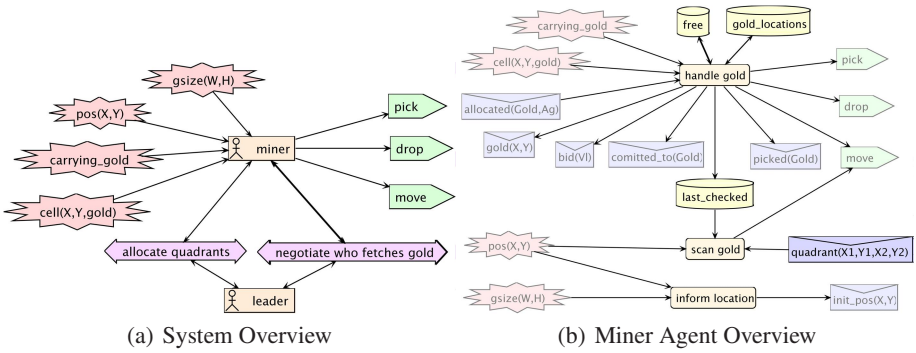 gsize(W,H)
pos(X,Y)
carrying_gold
cell(X,Y,gold)
miner
pick
drop
move
allocate quadrants
negotiate who fetches gold
leader
(a) System Overview
carrying_gold
free
gold_locations
cell(X,Y,gold)
handle gold
pick
allocated(Gold,Ag)
drop
gold(X,Y)
bid(Vl)
comitted_to(Gold)
picked(Gold)
move
last_checked
pos(X,Y)
scan gold
quadrant(X1,Y1,X2,Y2)
gsize(W,H)
inform location
init_pos(X,Y)
(b) Miner Agent Overview